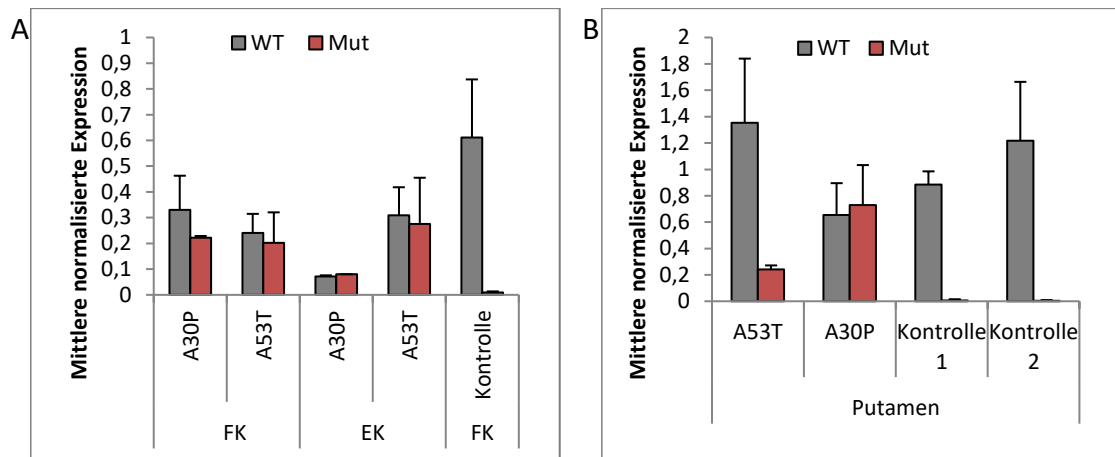 A
Mittlere normalisierte Expression
WT Mut
1
0,9
0,8
0,7
0,6
0,5
0,4
0,3
0,2
0,1
0
A30P A53T A30P A53T Kontrolle
FK EK FK
B
Mittlere normalisierte Expression
WT Mut
2
1,8
1,6
1,4
1,2
1
0,8
0,6
0,4
0,2
0
A53T A30P Kontrolle Kontrolle
1 2
Putamen